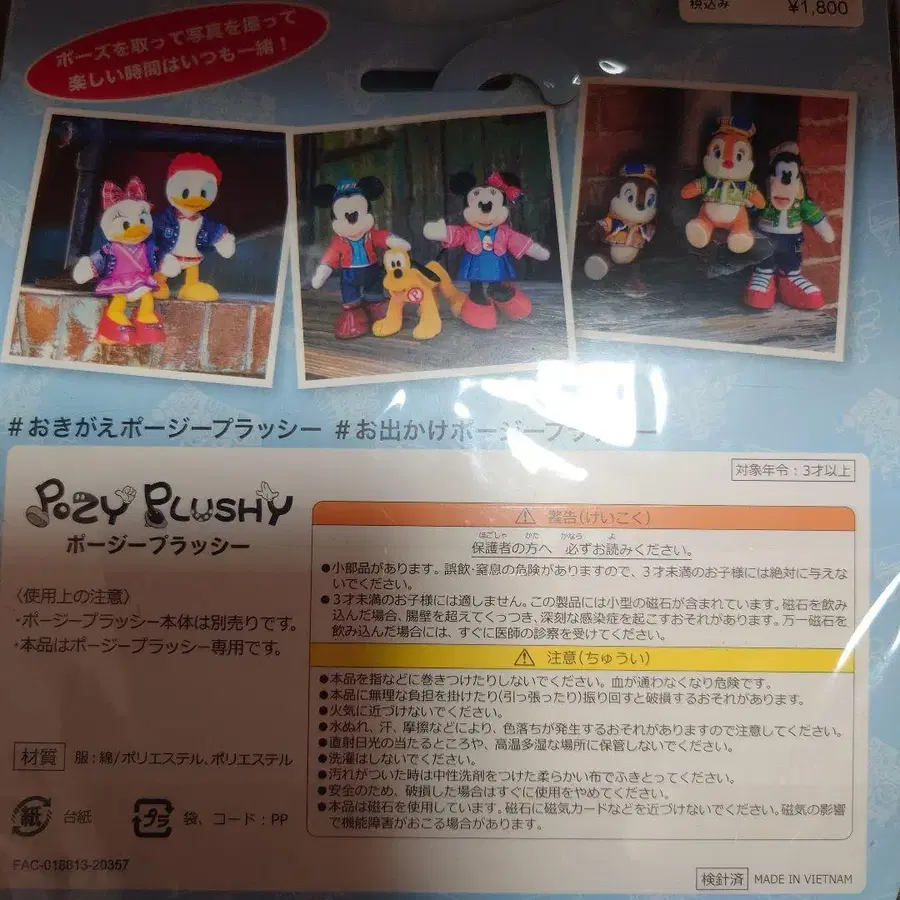 税込み ¥1,800
ポーズを取って写真を撮って
楽しい時間はいつも一緒！
#おきがえポージープラッシー #お出かけポージープラッシー
対象年令：3才以上
POZY PLUSHY
ポージープラッシー
〈使用上の注意〉
・ポージープラッシー本体は別売りです。
・本品はポージープラッシー専用です。
材質 服：綿/ポリエステル、ポリエステル
紙 台紙 プラ 袋、コード：PP
FAC-018813-20357
⚠ 警告(けいこく)
ほごしゃ かた かなら よ
保護者の方へ 必ずお読みください。
●小部品があります。誤飲・窒息の危険がありますので、3才未満のお子様には絶対に与えな
いでください。
●3才未満のお子様には適しません。この製品には小型の磁石が含まれています。磁石を飲み
込んだ場合、腸壁を超えてくっつき、深刻な感染症を起こすおそれがあります。万一磁石を
飲み込んだ場合には、すぐに医師の診察を受けてください。
⚠ 注意(ちゅうい)
●本品を指などに巻きつけたりしないでください。血が通わなくなり危険です。
●本品に無理な負担を掛けたり(引っ張ったり)振り回すと破損するおそれがあります。
●火気に近づけないでください。
●水ぬれ、汗、摩擦などにより、色落ちが発生するおそれがありますので注意してください。
●直射日光の当たるところや、高温多湿な場所に保管しないでください。
●洗濯はしないでください。
●汚れがついた時は中性洗剤をつけた柔らかい布でふきとってください。
●安全のため、破損した場合はすぐに使用をやめてください。
●本品は磁石を使用しています。磁石に磁気カードなどを近づけないでください。磁気の影響
で機能障害がおこる場合があります。
検針済 MADE IN VIETNAM